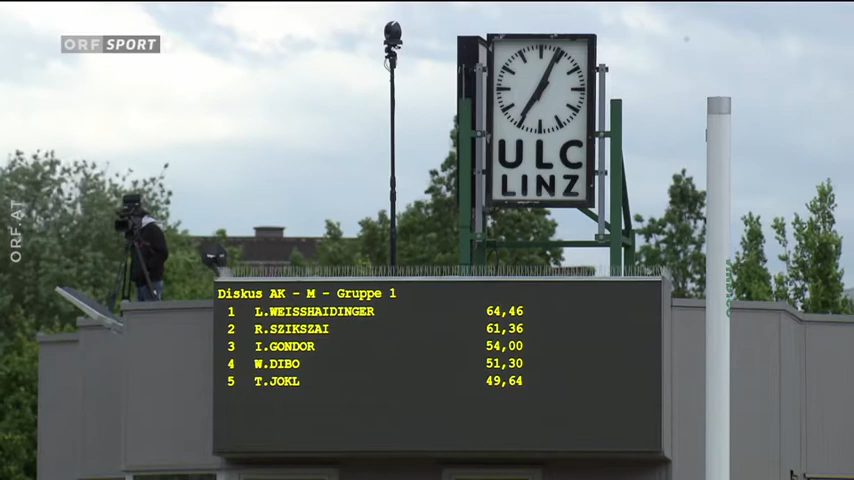 ORF SPORT
ULC
LINZ
ORF.AT
Diskus AK - M - Gruppe 1
1 L.WEISSHAIDINGER 64,46
2 R.SZIKSZAI 61,36
3 I.GONDOR 54,00
4 W.DIBO 51,30
5 T.JOKL 49,64